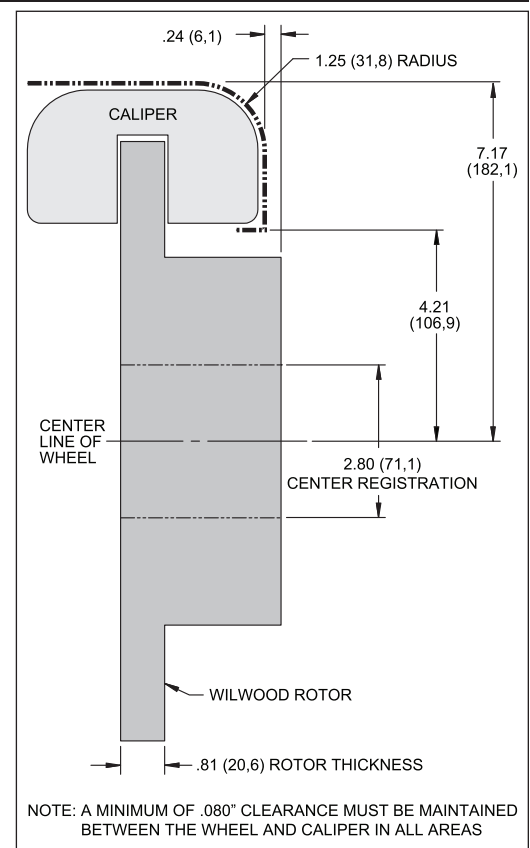 .24 (6,1)
1.25 (31,8) RADIUS
CALIPER
7.17
(182,1)
4.21
(106,9)
CENTER
LINE OF
WHEEL
2.80 (71,1)
CENTER REGISTRATION
WILWOOD ROTOR
.81 (20,6) ROTOR THICKNESS
NOTE: A MINIMUM OF .080" CLEARANCE MUST BE MAINTAINED
BETWEEN THE WHEEL AND CALIPER IN ALL AREAS